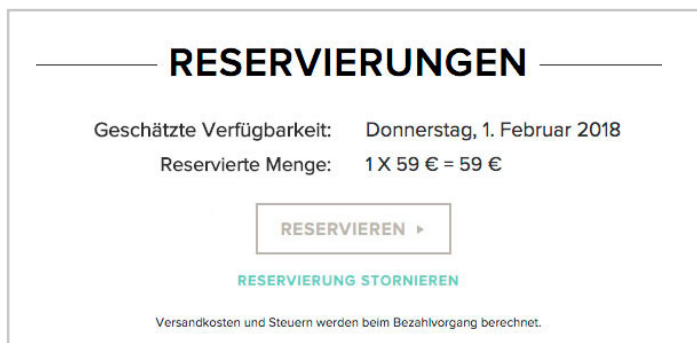 RESERVIERUNGEN
Geschätzte Verfügbarkeit: Donnerstag, 1. Februar 2018
Reservierte Menge: 1 X 59 € = 59 €
RESERVIEREN ▸
RESERVIERUNG STORNIEREN
Versandkosten und Steuern werden beim Bezahlvorgang berechnet.